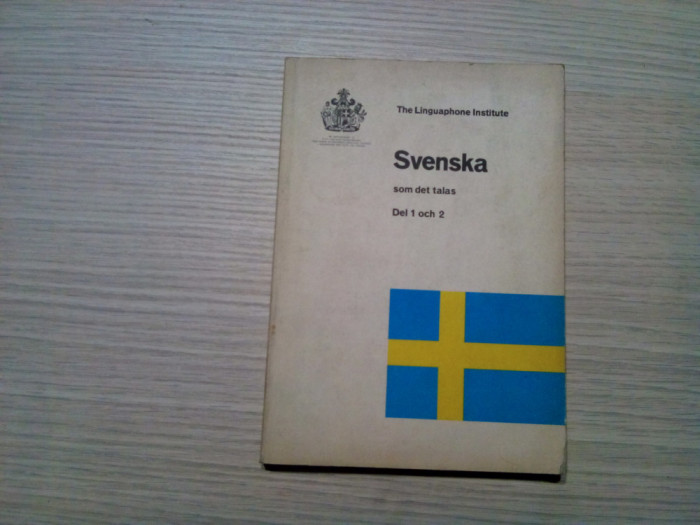 The Linguaphone Institute
Svenska
som det talas
Del 1 och 2